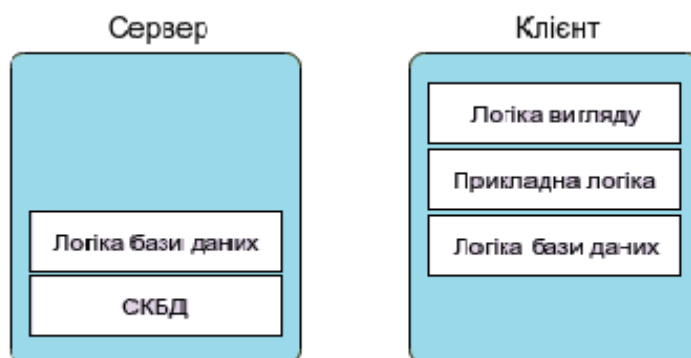 Сервер
Клієнт
Логіка вигляду
Прикладна логіка
Логіка бази даних
Логіка бази даних
СКБД